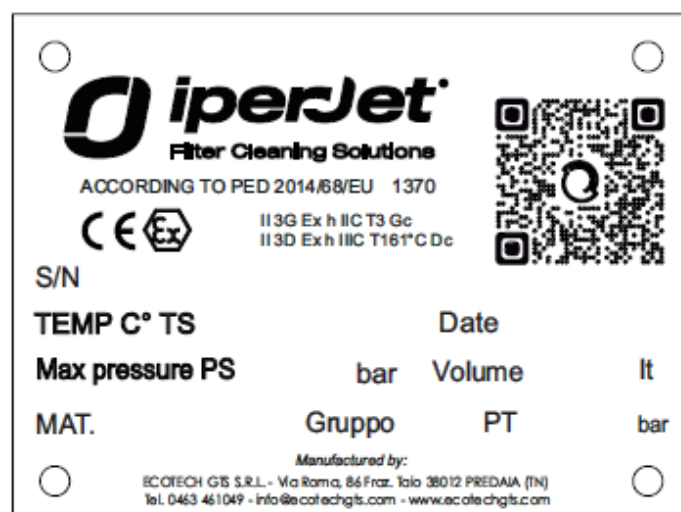 iperJet
Filter Cleaning Solutions
ACCORDING TO PED 2014/68/EU 1370
CE Ex II 3G Ex h IIC T3 Gc
II 3D Ex h IIIC T161°C Dc
S/N
TEMP C° TS Date
Max pressure PS bar Volume lt
MAT. Gruppo PT bar
Manufactured by:
ECOTECH GTS S.R.L. - Via Roma, 86 Fraz. Taio 38012 PREDAIA (TN)
Tel. 0463 461049 - info@ecotechgts.com - www.ecotechgts.com